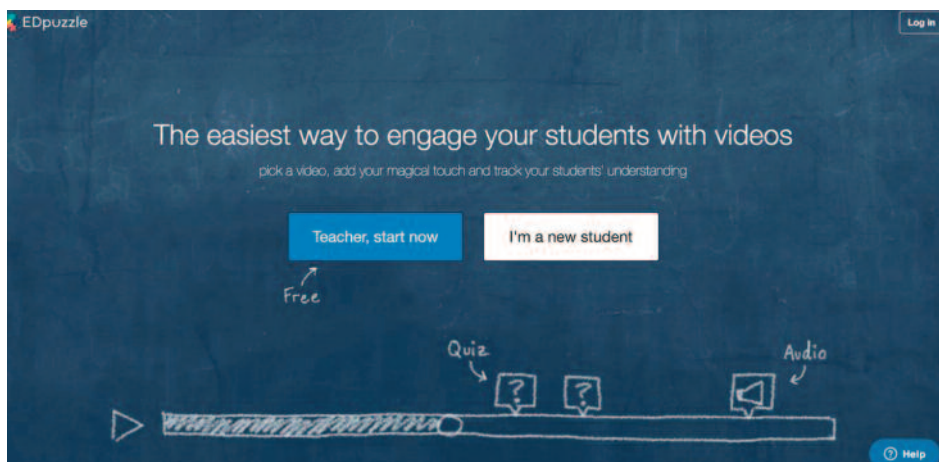 EDpuzzle
Log in
The easiest way to engage your students with videos
pick a video, add your magical touch and track your students' understanding
Teacher, start now
I'm a new student
Free
Quiz
Audio
?
?
? Help